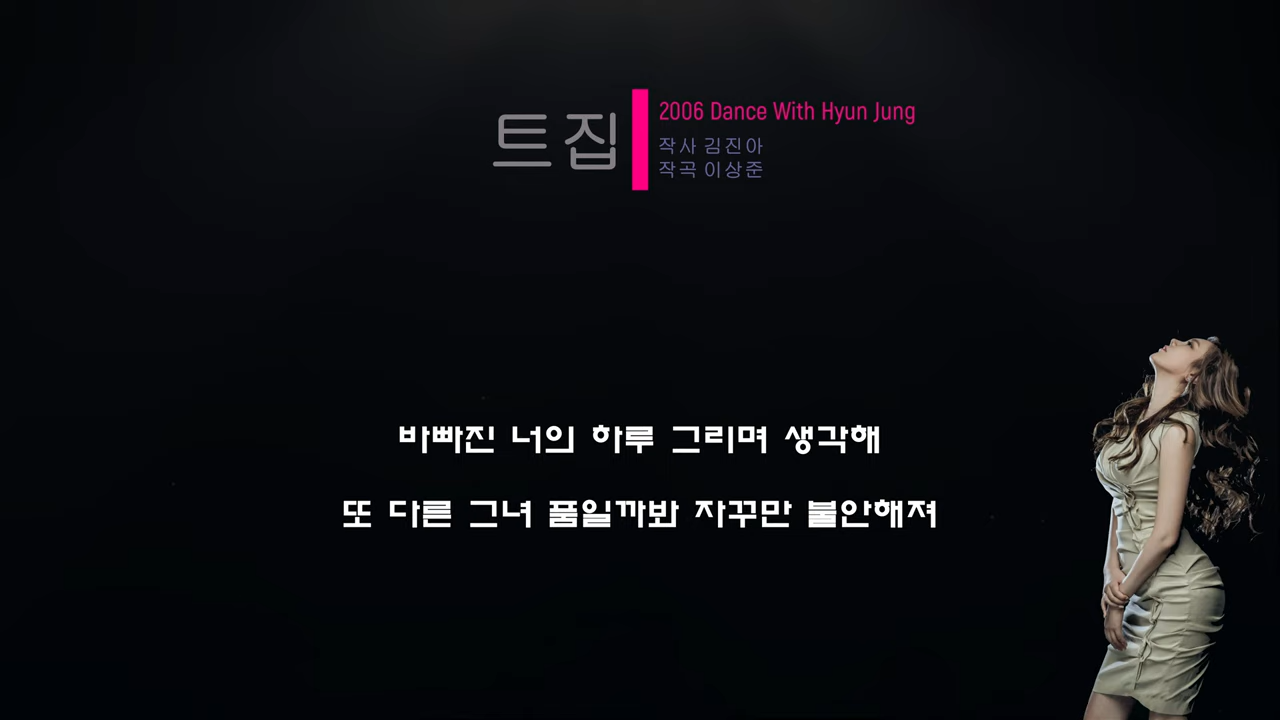 트집
2006 Dance With Hyun Jung
작사 김진아
작곡 이상준
바빠진 너의 하루 그리며 생각해
또 다른 그녀 품일까봐 자꾸만 불안해져